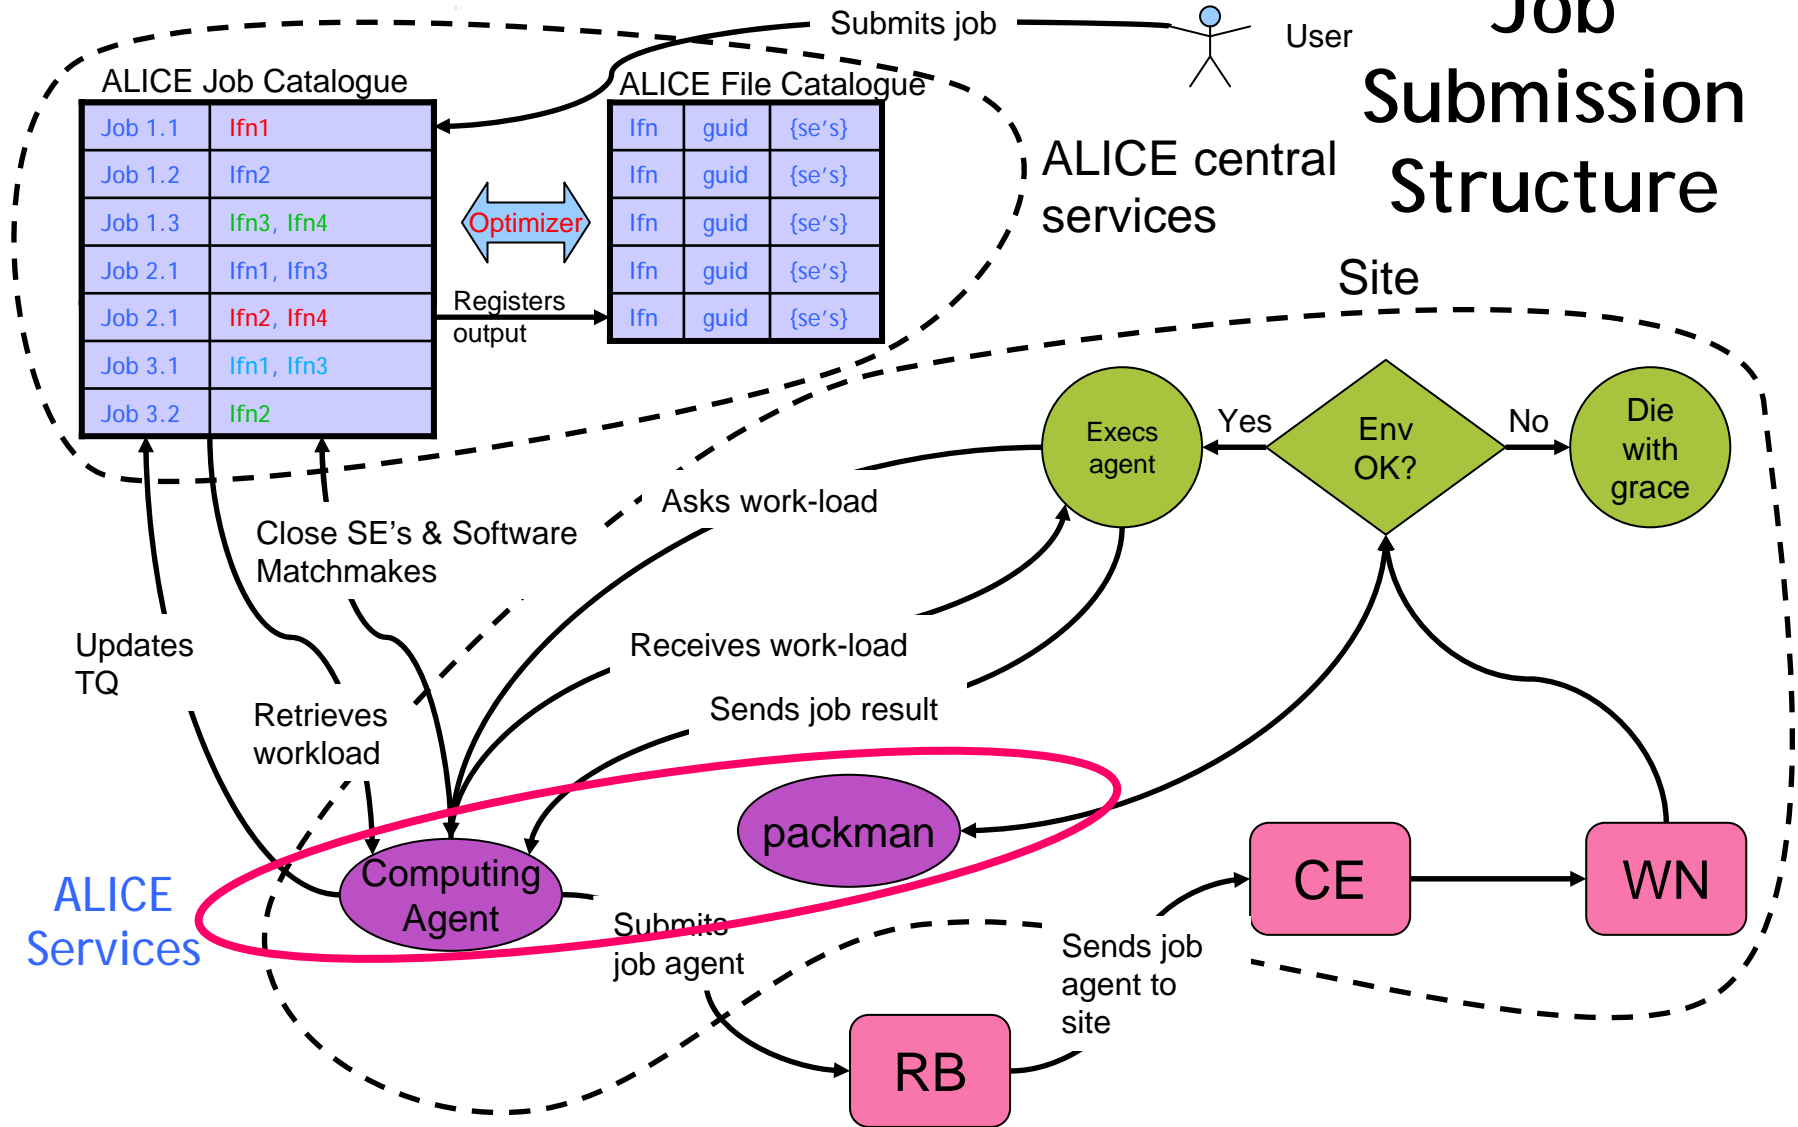 Job
Submission
Structure
Submits job
User
ALICE Job Catalogue
Job 1.1 lfn1
Job 1.2 lfn2
Job 1.3 lfn3, lfn4
Job 2.1 lfn1, lfn3
Job 2.1 lfn2, lfn4
Job 3.1 lfn1, lfn3
Job 3.2 lfn2
Optimizer
Registers
output
ALICE File Catalogue
lfn guid {se's}
lfn guid {se's}
lfn guid {se's}
lfn guid {se's}
lfn guid {se's}
ALICE central
services
Site
Execs
agent
Yes
Env
OK?
No
Die
with
grace
Asks work-load
Close SE's & Software
Matchmakes
Updates
TQ
Receives work-load
Sends job result
Retrieves
workload
packman
Computing
Agent
ALICE
Services
Submits
job agent
CE
WN
Sends job
agent to
site
RB